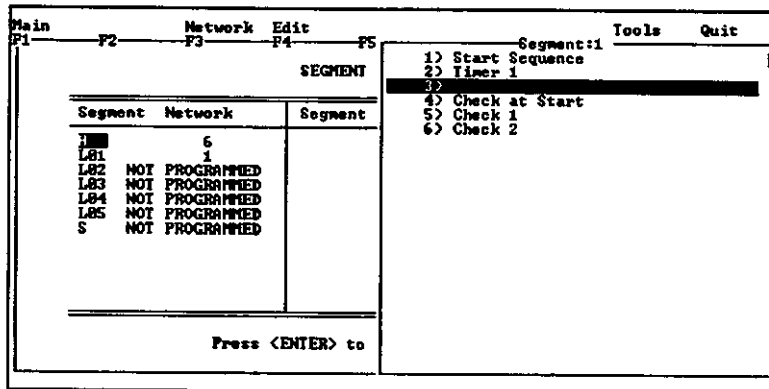 Main Network Edit Tools Quit
F1 F2 F3 F4 F5
Segment:1
1) Start Sequence
2) Timer 1
3)
4) Check at Start
5) Check 1
6) Check 2
SEGMENT
Segment Network Segment
6
L01 1
L02 NOT PROGRAMMED
L03 NOT PROGRAMMED
L04 NOT PROGRAMMED
L05 NOT PROGRAMMED
S NOT PROGRAMMED
Press <ENTER> to